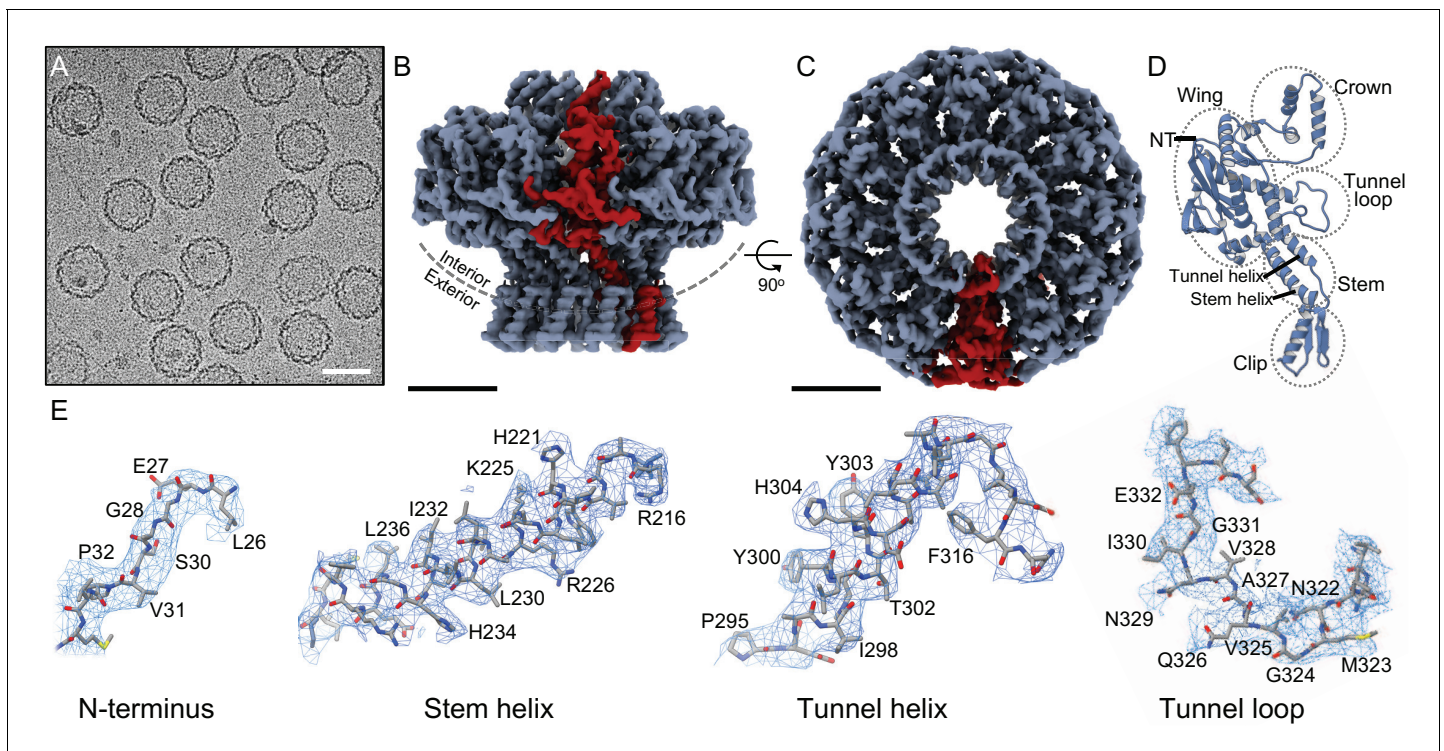 A
B
C
D
Interior
Exterior
90º
Wing
Crown
NT
Tunnel
loop
Tunnel helix
Stem helix
Stem
Clip
E
E27
G28
P32
S30
L26
V31
N-terminus
H221
K225
I232
L236
R216
R226
L230
H234
Stem helix
Y303
H304
Y300
F316
P295
T302
I298
Tunnel helix
E332
G331
I330
V328
A327
N322
N329
V325
Q326
G324
M323
Tunnel loop